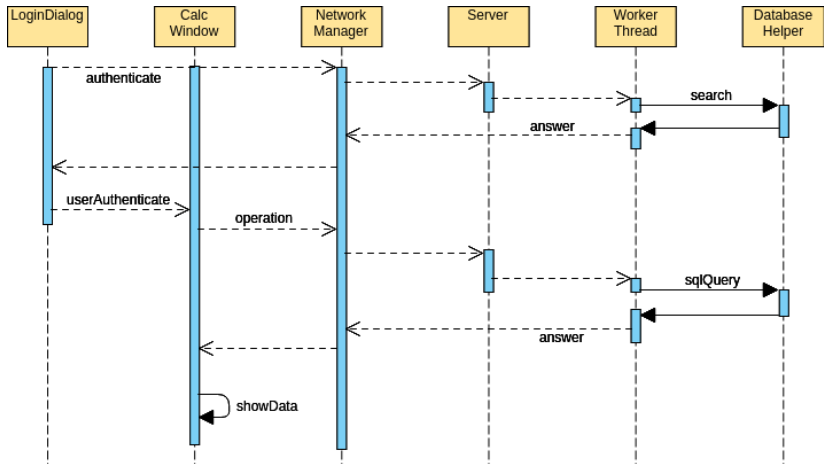 LoginDialog
Calc
Window
Network
Manager
Server
Worker
Thread
Database
Helper
authenticate
search
answer
userAuthenticate
operation
sqlQuery
answer
showData